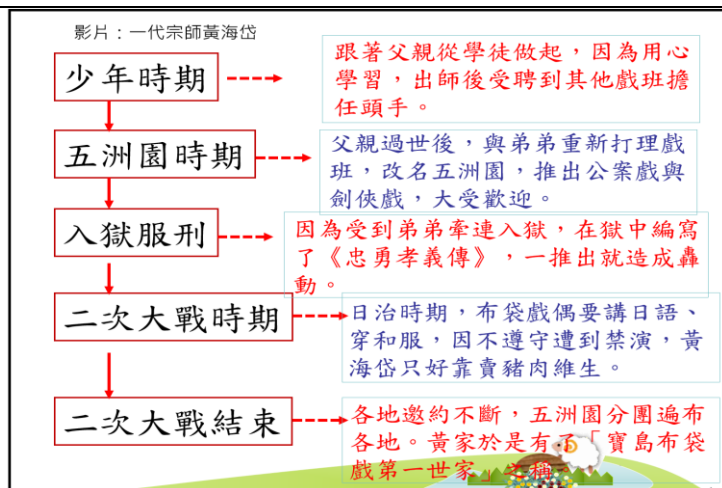 影片：一代宗師黃海岱
少年時期
跟著父親從學徒做起，因為用心
學習，出師後受聘到其他戲班擔
任頭手。
五洲園時期
父親過世後，與弟弟重新打理戲
班，改名五洲園，推出公案戲與
劍俠戲，大受歡迎。
入獄服刑
因為受到弟弟牽連入獄，在獄中編寫
了《忠勇孝義傳》，一推出就造成轟
動。
二次大戰時期
日治時期，布袋戲偶要講日語、
穿和服，因不遵守遭到禁演，黃
海岱只好靠賣豬肉維生。
二次大戰結束
各地邀約不斷，五洲園分團遍布
各地。黃家於是有了「寶島布袋
戲第一世家」之稱。